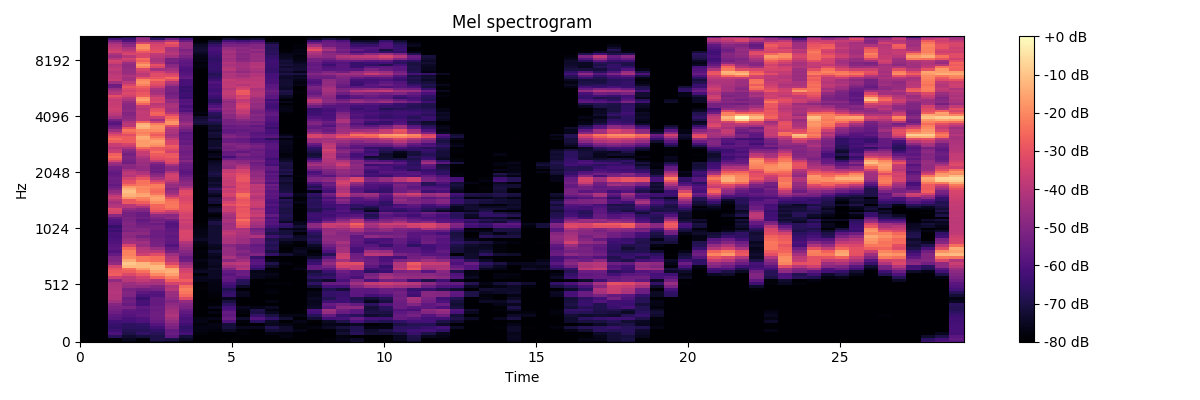 Mel spectrogram
+0 dB
8192
-10 dB
4096
-20 dB
-30 dB
2048
Hz
-40 dB
1024
-50 dB
-60 dB
512
-70 dB
0
-80 dB
0 5 10 15 20 25
Time